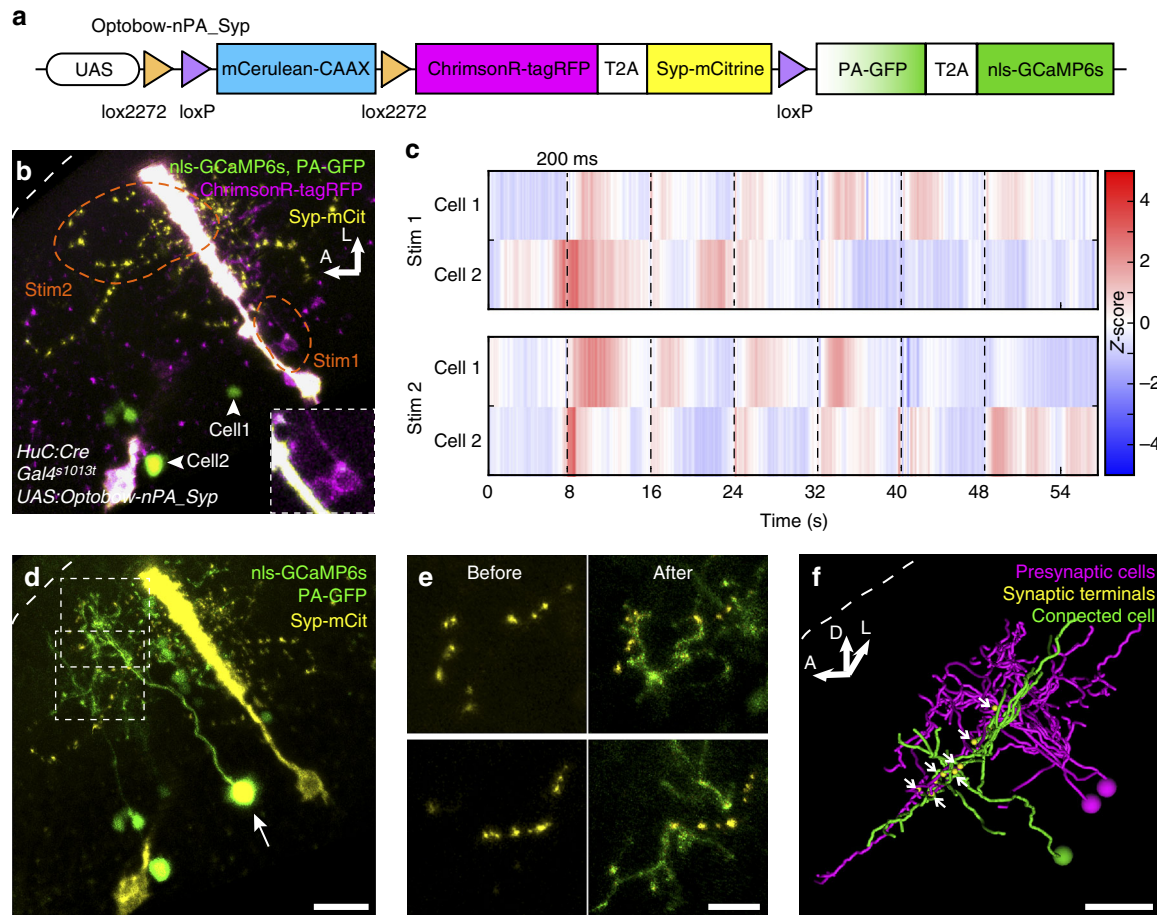 a
Optobow-nPA_Syp
UAS
mCerulean-CAAX
ChrimsonR-tagRFP
T2A
Syp-mCitrine
PA-GFP
T2A
nls-GCaMP6s
lox2272
loxP
lox2272
loxP
b
nls-GCaMP6s, PA-GFP
ChrimsonR-tagRFP
Syp-mCit
L
A
Stim2
Stim1
Cell1
Cell2
HuC:Cre
Gal4s1013t
UAS:Optobow-nPA_Syp
c
200 ms
Stim 1
Cell 1
Cell 2
Stim 2
Cell 1
Cell 2
0 8 16 24 32 40 48 54
Time (s)
4
2
0
−2
−4
Z-score
d
nls-GCaMP6s
PA-GFP
Syp-mCit
e
Before
After
f
Presynaptic cells
Synaptic terminals
Connected cell
D
L
A